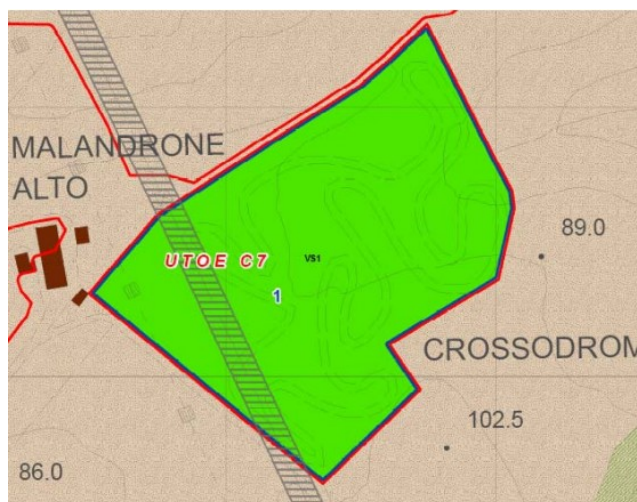 MALANDRONE
ALTO
UTOE C7
VS1
1
89.0
CROSSODROM
102.5
86.0